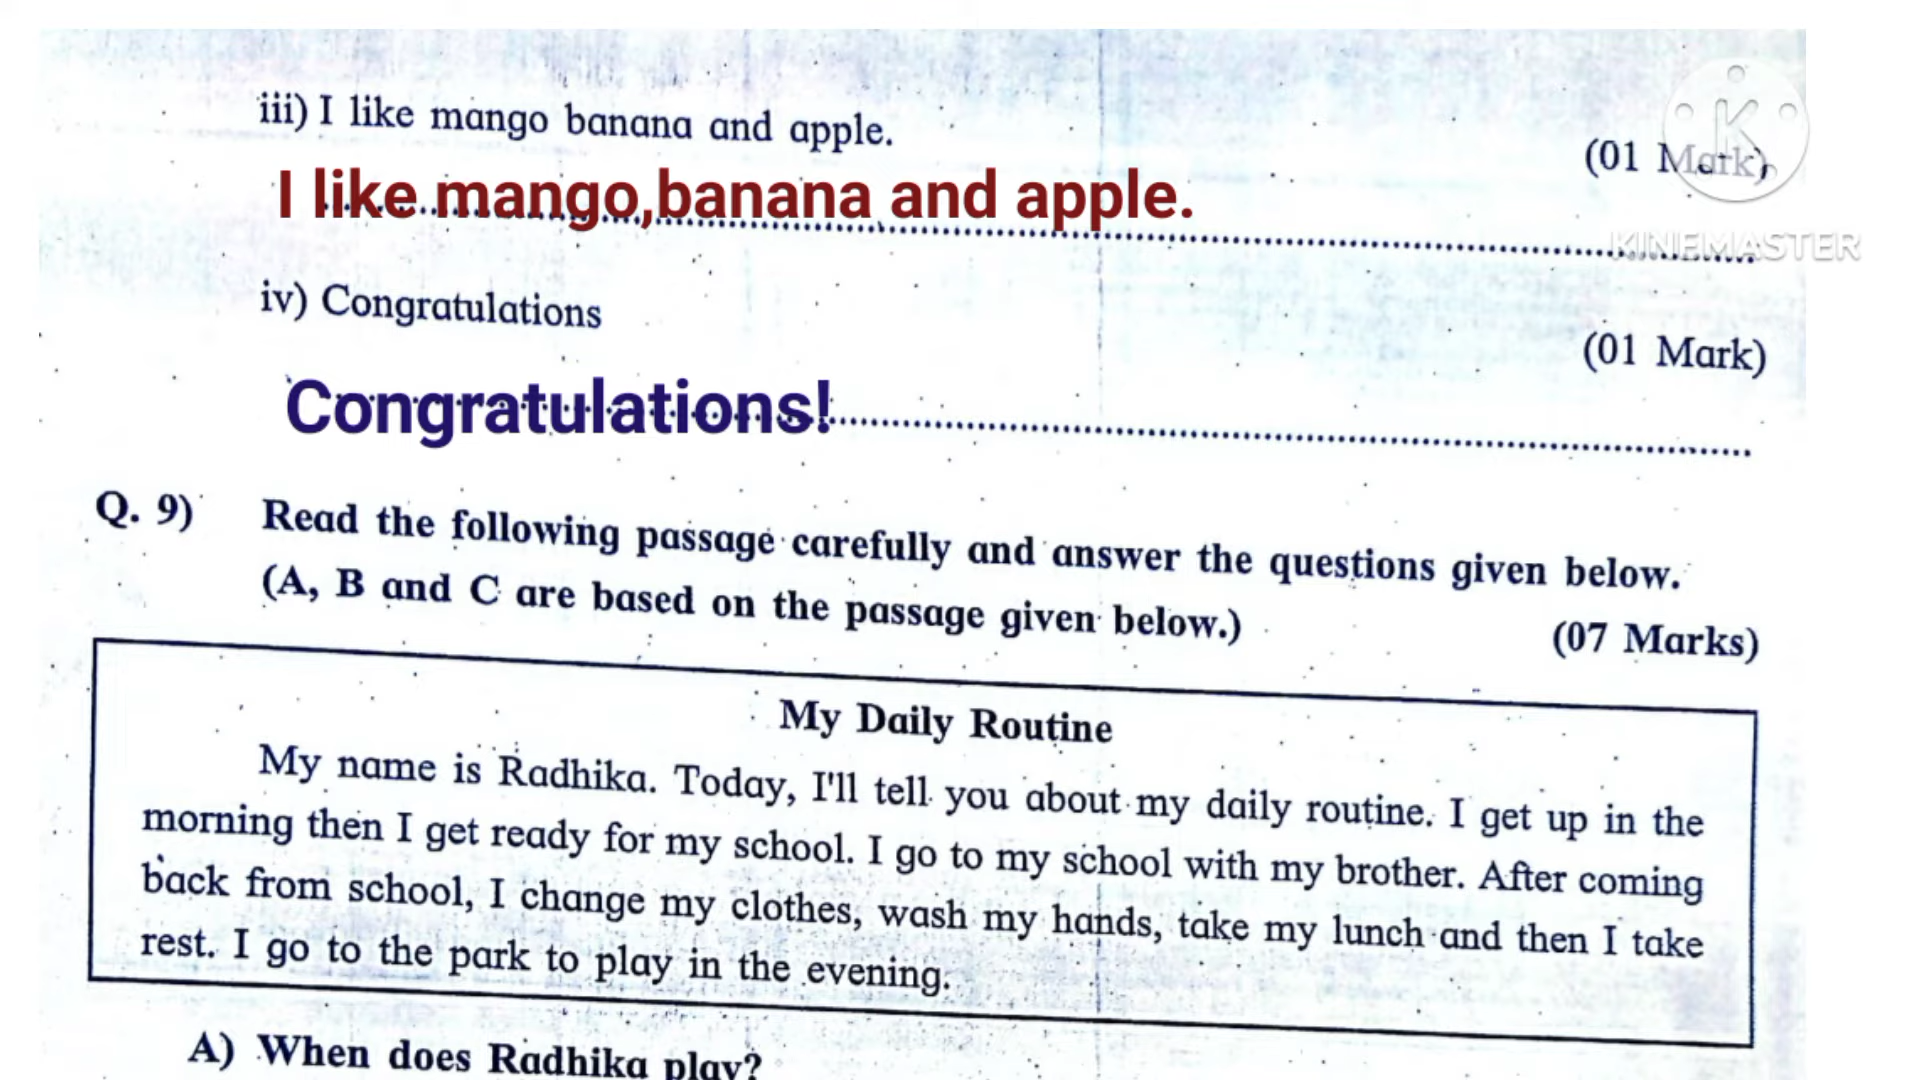 iii) I like mango banana and apple.
(01 Mark)
I like mango,banana and apple.
KINEMASTER
iv) Congratulations
(01 Mark)
Congratulations!
Q. 9) Read the following passage carefully and answer the questions given below.
(A, B and C are based on the passage given below.) (07 Marks)
My Daily Routine
My name is Radhika. Today, I'll tell you about my daily routine. I get up in the
morning then I get ready for my school. I go to my school with my brother. After coming
back from school, I change my clothes, wash my hands, take my lunch and then I take
rest. I go to the park to play in the evening.
A) When does Radhika play?